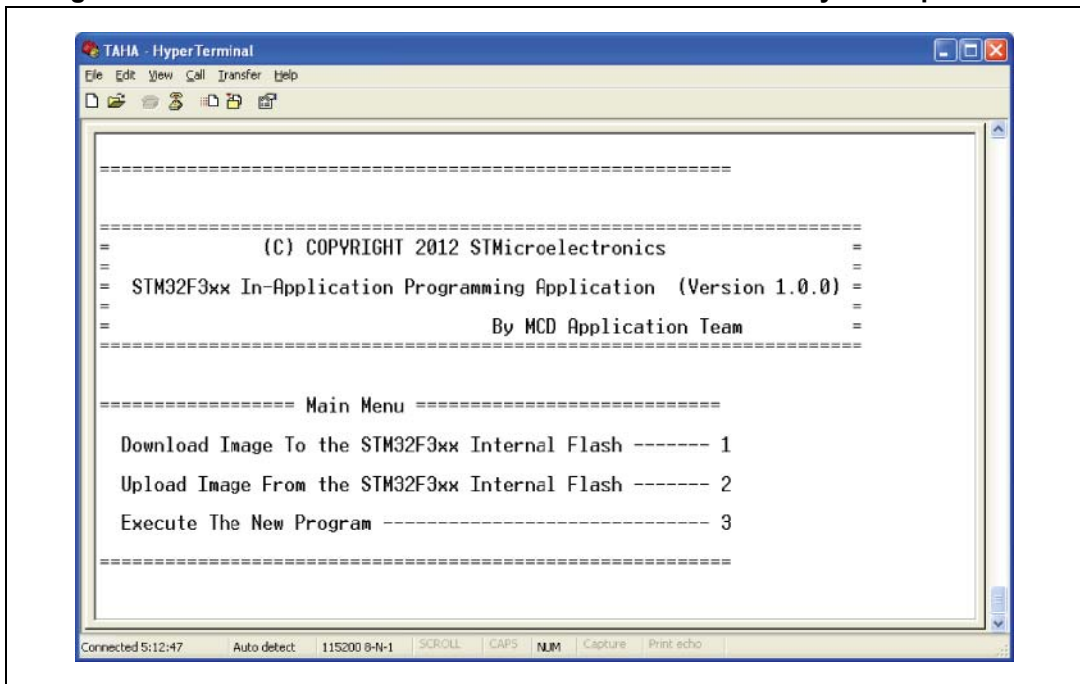 TAHA - HyperTerminal
File Edit View Call Transfer Help
==========================================================
======================================================================
= (C) COPYRIGHT 2012 STMicroelectronics =
= =
= STM32F3xx In-Application Programming Application (Version 1.0.0) =
= =
= By MCD Application Team =
======================================================================
================== Main Menu ============================
Download Image To the STM32F3xx Internal Flash ------- 1
Upload Image From the STM32F3xx Internal Flash ------- 2
Execute The New Program ------------------------------ 3
==========================================================
Connected 5:12:47 Auto detect 115200 8-N-1 SCROLL CAPS NUM Capture Print echo